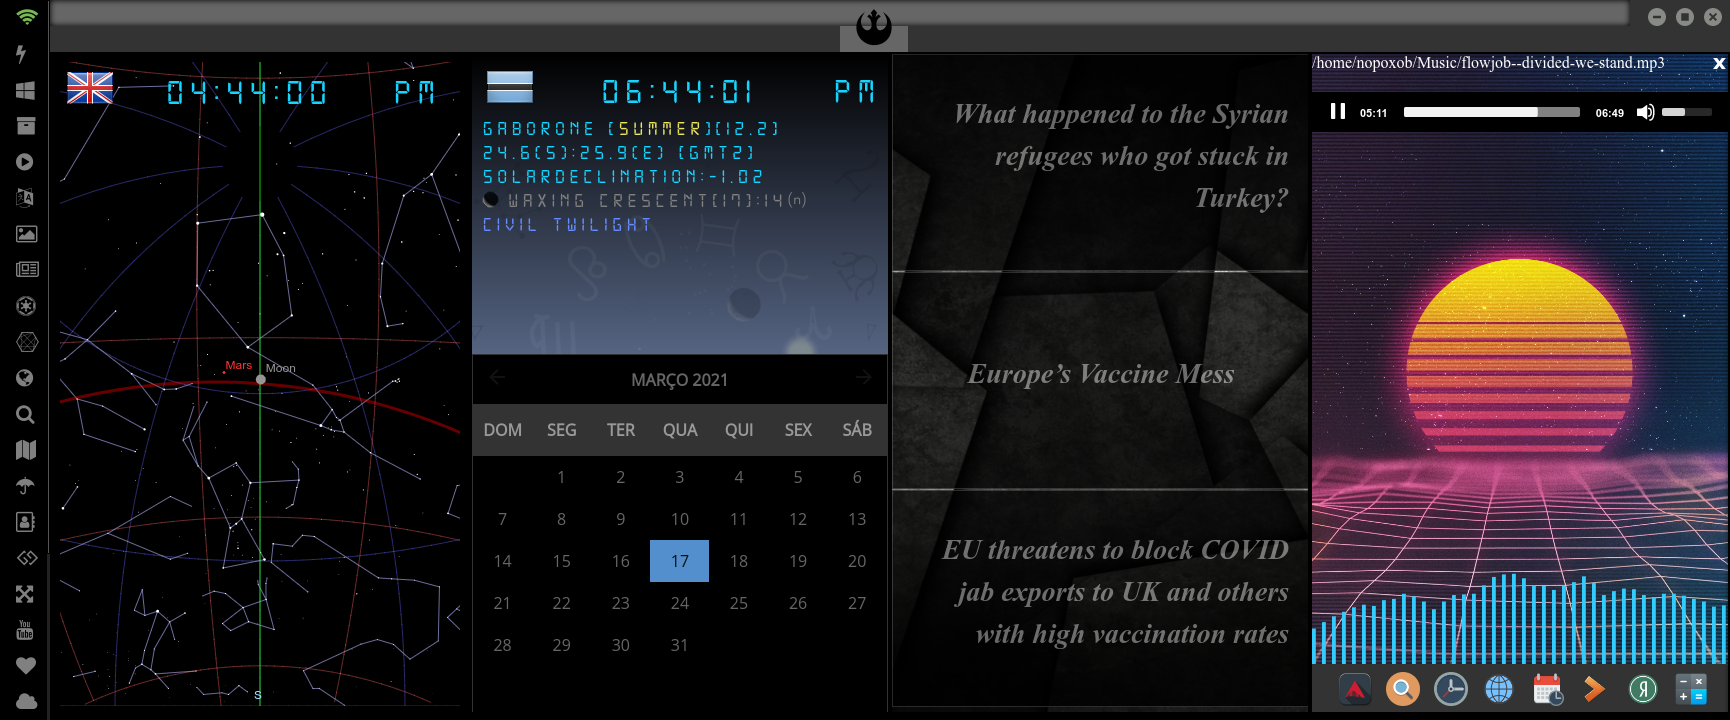 04:44:00 PM
Mars
Moon
S
06:44:01 PM
GABORONE (SUMMER)(12.2)
24.6(S):25.9(E) (GMT2)
SOLARDECLINATION:-1.02
WAXING CRESCENT(17):14(n)
CIVIL TWILIGHT
MARÇO 2021
DOM SEG TER QUA QUI SEX SÁB
1 2 3 4 5 6
7 8 9 10 11 12 13
14 15 16 17 18 19 20
21 22 23 24 25 26 27
28 29 30 31
What happened to the Syrian
refugees who got stuck in
Turkey?
Europe’s Vaccine Mess
EU threatens to block COVID
jab exports to UK and others
with high vaccination rates
/home/nopoxob/Music/flowjob--divided-we-stand.mp3 x
05:11 06:49
You
Tube
Я